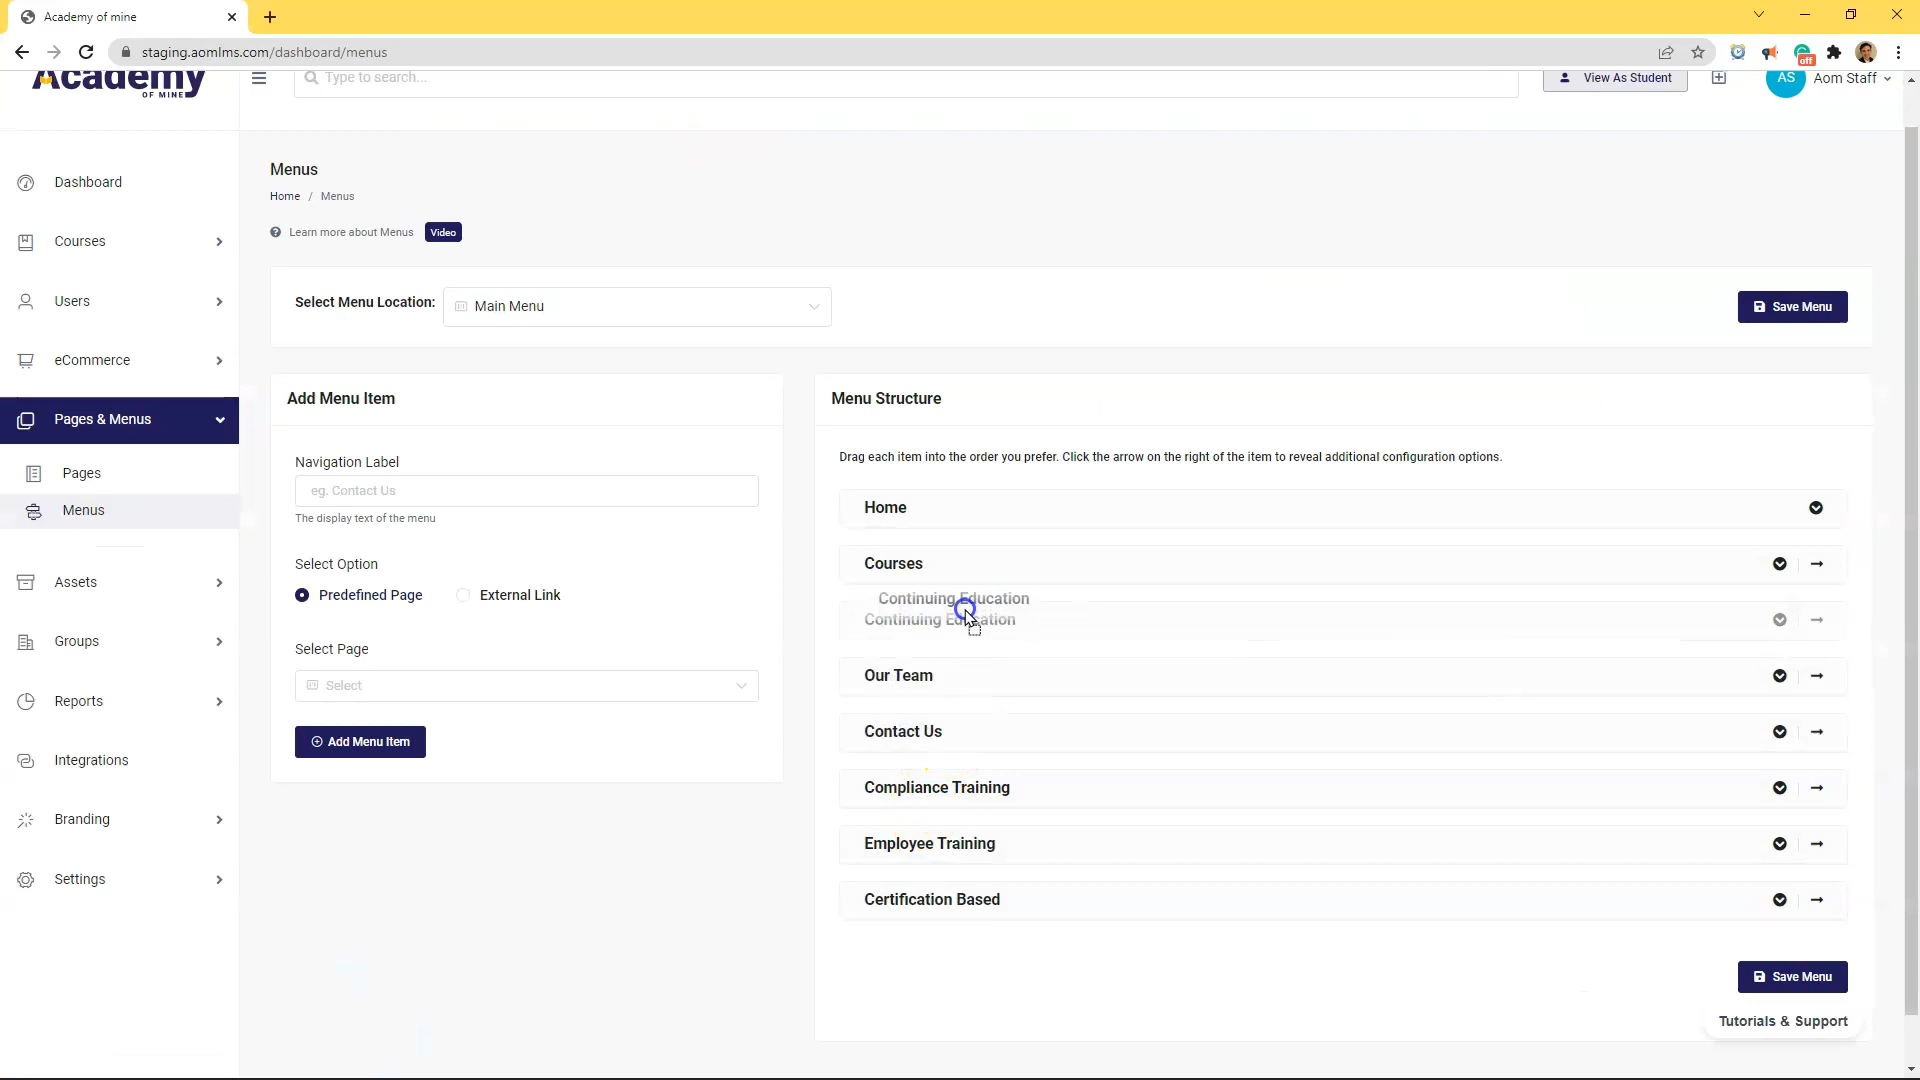 Academy of mine
staging.aomlms.com/dashboard/menus
off
Academy
OF MINE
Type to search...
View As Student
AS
Aom Staff
Dashboard
Courses
Users
eCommerce
Pages & Menus
Pages
Menus
Assets
Groups
Reports
Integrations
Branding
Settings
Menus
Home / Menus
Learn more about Menus
Video
Select Menu Location:
Main Menu
Save Menu
Add Menu Item
Navigation Label
eg. Contact Us
The display text of the menu
Select Option
Predefined Page
External Link
Select Page
Select
Add Menu Item
Menu Structure
Drag each item into the order you prefer. Click the arrow on the right of the item to reveal additional configuration options.
Home
Courses
Continuing Education
Continuing Education
Our Team
Contact Us
Compliance Training
Employee Training
Certification Based
Save Menu
Tutorials & Support